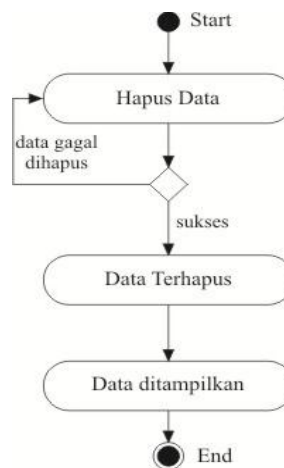 Start
Hapus Data
data gagal
dihapus
sukses
Data Terhapus
Data ditampilkan
End